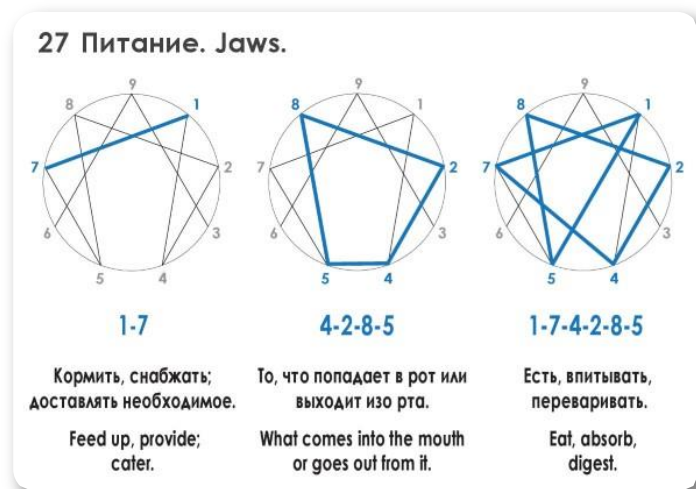 27 Питание. Jaws.
9
8
1
7
2
6
3
5
4
9
8
1
7
2
6
3
5
4
9
8
1
7
2
6
3
5
4
1-7
4-2-8-5
1-7-4-2-8-5
Кормить, снабжать;
доставлять необходимое.
Feed up, provide;
cater.
То, что попадает в рот или
выходит изо рта.
What comes into the mouth
or goes out from it.
Есть, впитывать,
переваривать.
Eat, absorb,
digest.